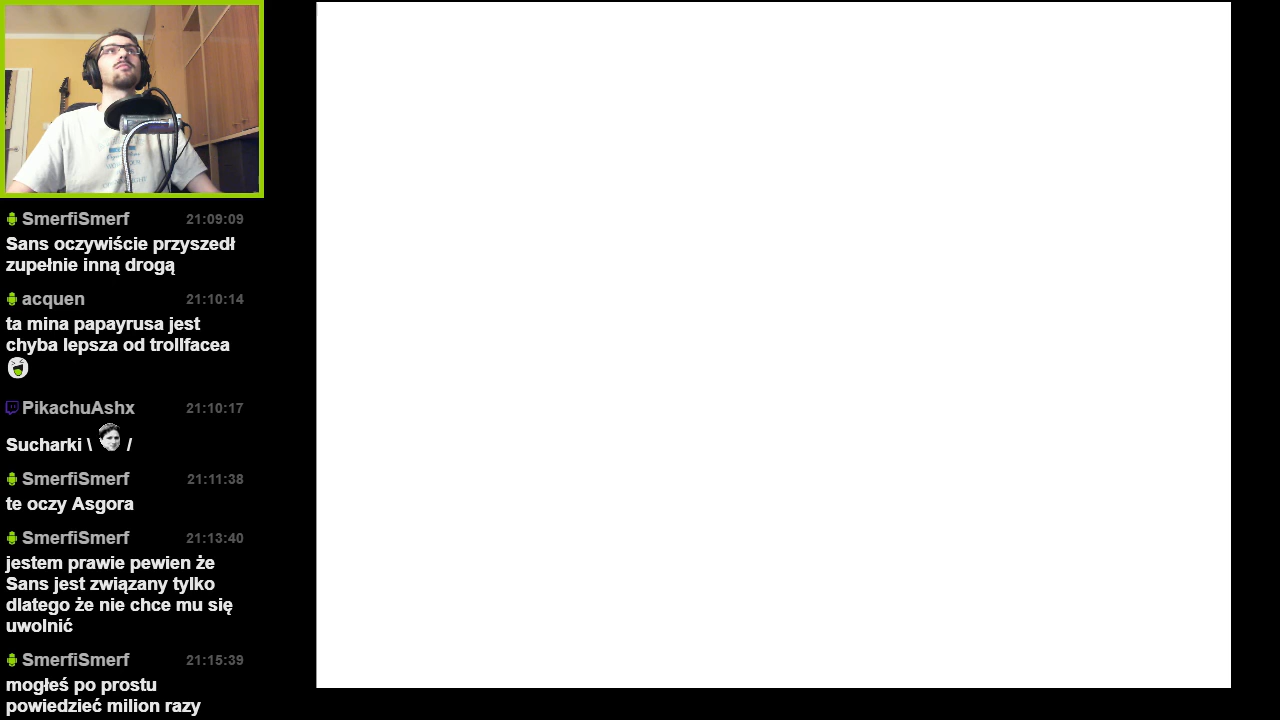 SmerfiSmerf 21:09:09
Sans oczywiście przyszedł
zupełnie inną drogą
acquen 21:10:14
ta mina papayrusa jest
chyba lepsza od trollfacea
PikachuAshx 21:10:17
Sucharki \ /
SmerfiSmerf 21:11:38
te oczy Asgora
SmerfiSmerf 21:13:40
jestem prawie pewien że
Sans jest związany tylko
dlatego że nie chce mu się
uwolnić
SmerfiSmerf 21:15:39
mogłeś po prostu
powiedzieć milion razy